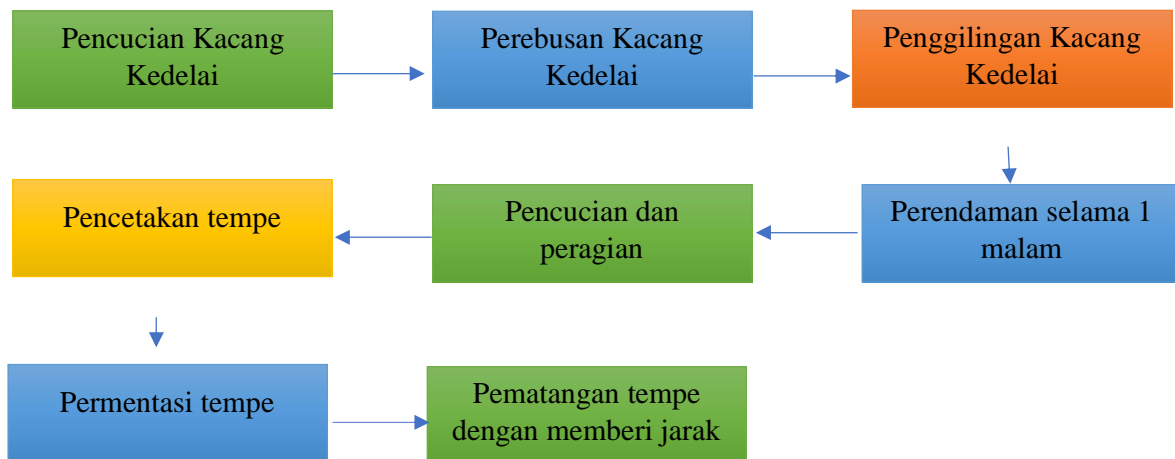 Pencucian Kacang
Kedelai
Perebusan Kacang
Kedelai
Penggilingan Kacang
Kedelai
Perendaman selama 1
malam
Pencucian dan
peragian
Pencetakan tempe
Permentasi tempe
Pematangan tempe
dengan memberi jarak